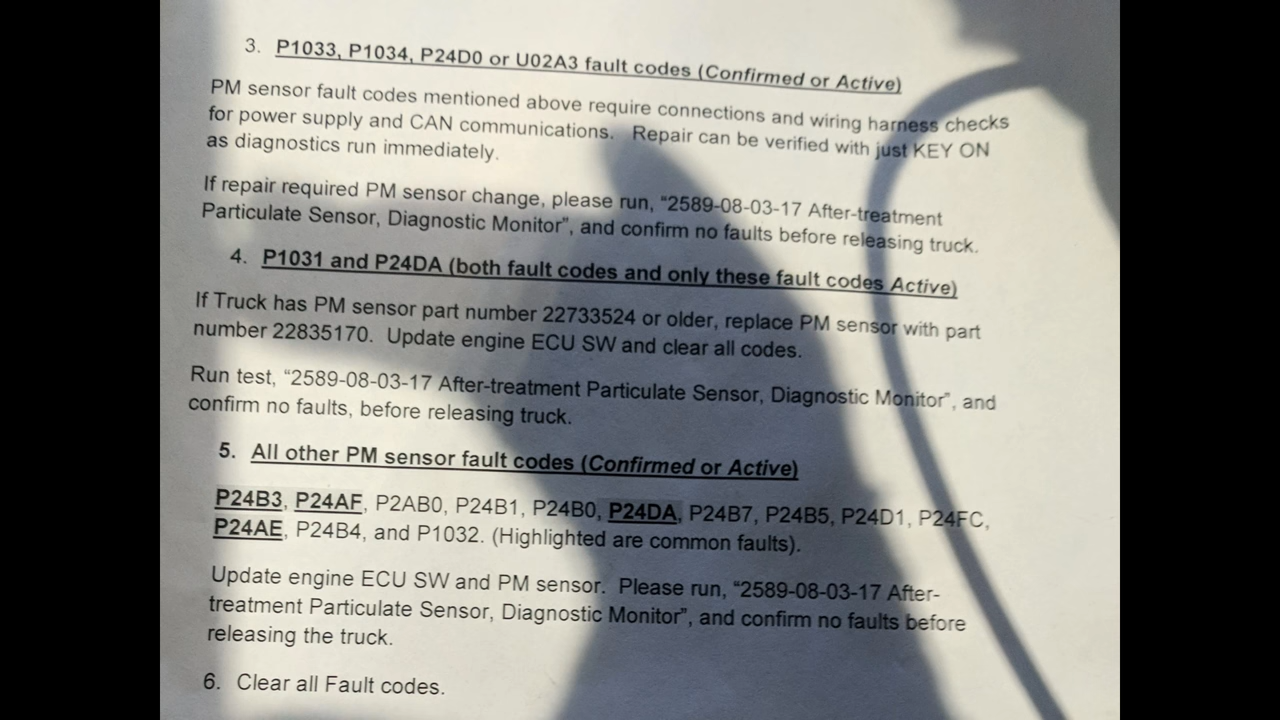 3. P1033, P1034, P24D0 or U02A3 fault codes (Confirmed or Active)
PM sensor fault codes mentioned above require connections and wiring harness checks
for power supply and CAN communications. Repair can be verified with just KEY ON
as diagnostics run immediately.
If repair required PM sensor change, please run, “2589-08-03-17 After-treatment
Particulate Sensor, Diagnostic Monitor”, and confirm no faults before releasing truck.
4. P1031 and P24DA (both fault codes and only these fault codes Active)
If Truck has PM sensor part number 22733524 or older, replace PM sensor with part
number 22835170. Update engine ECU SW and clear all codes.
Run test, “2589-08-03-17 After-treatment Particulate Sensor, Diagnostic Monitor”, and
confirm no faults, before releasing truck.
5. All other PM sensor fault codes (Confirmed or Active)
P24B3, P24AF, P2AB0, P24B1, P24B0, P24DA, P24B7, P24B5, P24D1, P24FC,
P24AE, P24B4, and P1032. (Highlighted are common faults).
Update engine ECU SW and PM sensor. Please run, “2589-08-03-17 After-
treatment Particulate Sensor, Diagnostic Monitor”, and confirm no faults before
releasing the truck.
6. Clear all Fault codes.